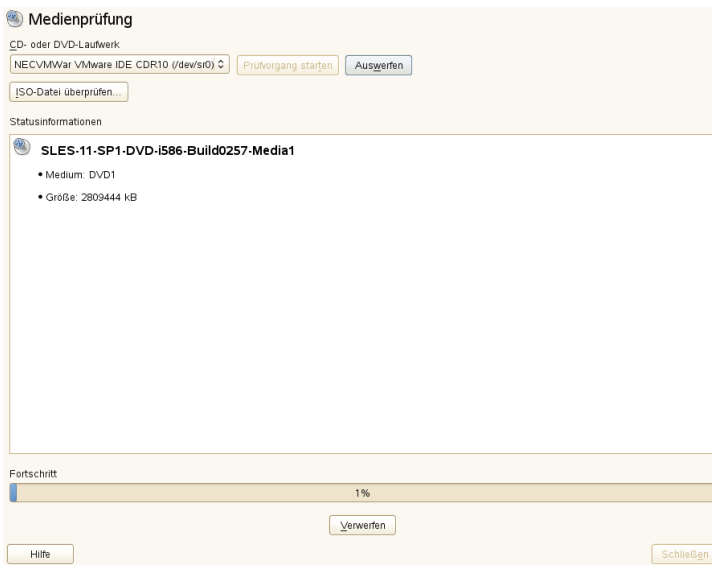 Medienprüfung
CD- oder DVD-Laufwerk
NECVMWar VMware IDE CDR10 (/dev/sr0) Prüfvorgang starten Auswerfen
ISO-Datei überprüfen...
Statusinformationen
SLES-11-SP1-DVD-i586-Build0257-Media1
• Medium: DVD1
• Größe: 2809444 kB
Fortschritt
1%
Verwerfen
Hilfe Schließen